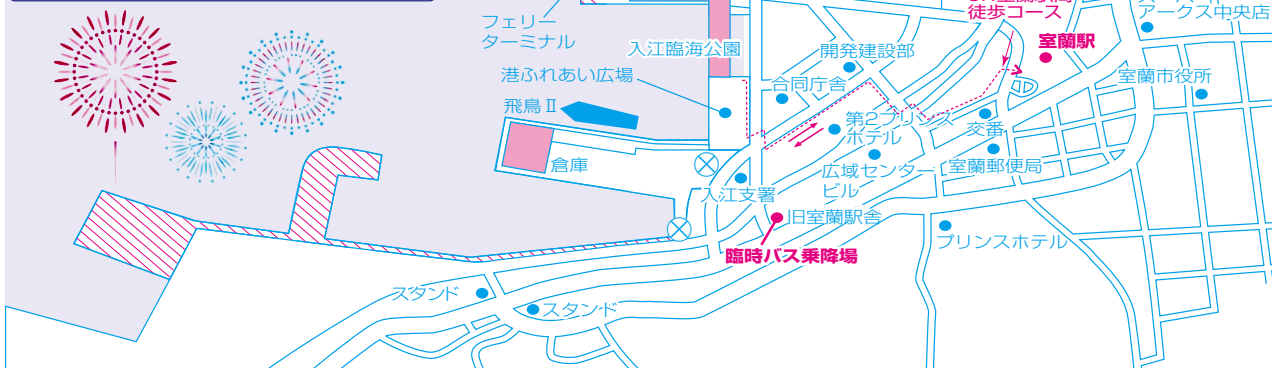 徒歩コース
アークス中央店
フェリー
ターミナル
入江臨海公園
開発建設部
室蘭駅
室蘭市役所
港ふれあい広場
合同庁舎
飛鳥Ⅱ
第2プリンス
ホテル
交番
倉庫
広域センター
ビル
室蘭郵便局
入江支署
旧室蘭駅舎
プリンスホテル
臨時バス乗降場
スタンド
スタンド